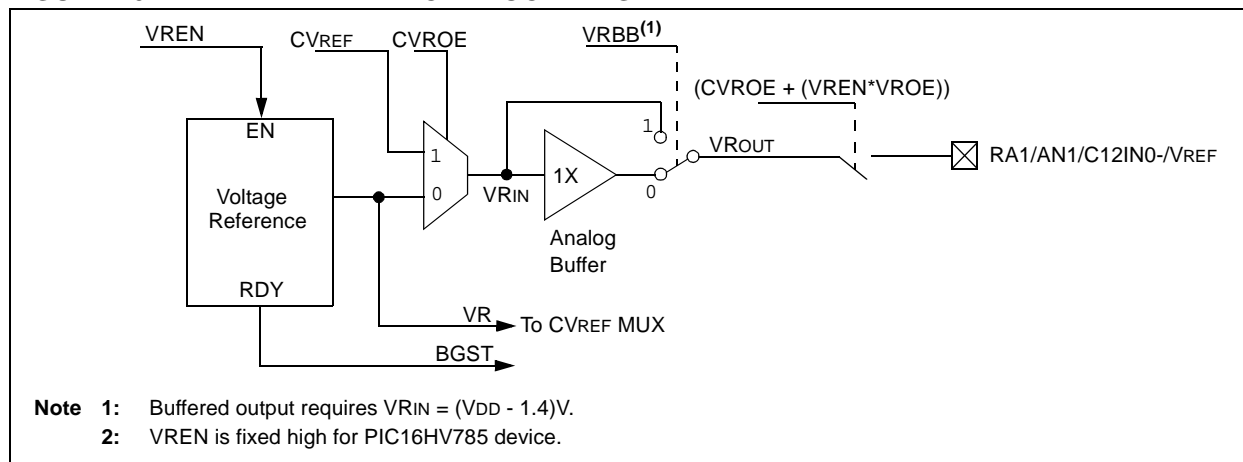 VREN
CVREF
CVROE
VRBB(1)
(CVROE + (VREN*VROE))
EN
1
1
0
VRIN
1X
0
VROUT
RA1/AN1/C12IN0-/VREF
Voltage
Reference
Analog
Buffer
RDY
VR
To CVREF MUX
BGST
Note 1: Buffered output requires VRIN = (VDD - 1.4)V.
2: VREN is fixed high for PIC16HV785 device.